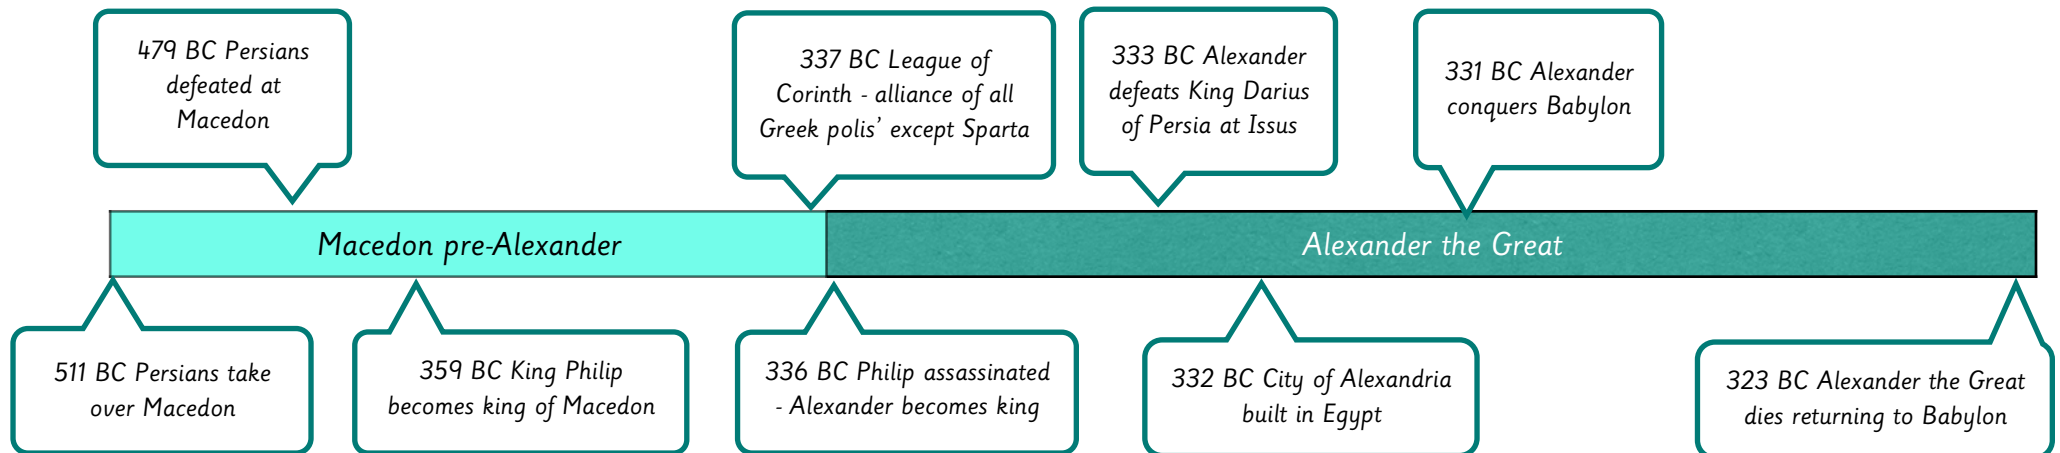 479 BC Persians
defeated at
Macedon
337 BC League of
Corinth - alliance of all
Greek polis’ except Sparta
333 BC Alexander
defeats King Darius
of Persia at Issus
331 BC Alexander
conquers Babylon
Macedon pre-Alexander
Alexander the Great
511 BC Persians take
over Macedon
359 BC King Philip
becomes king of Macedon
336 BC Philip assassinated
- Alexander becomes king
332 BC City of Alexandria
built in Egypt
323 BC Alexander the Great
dies returning to Babylon